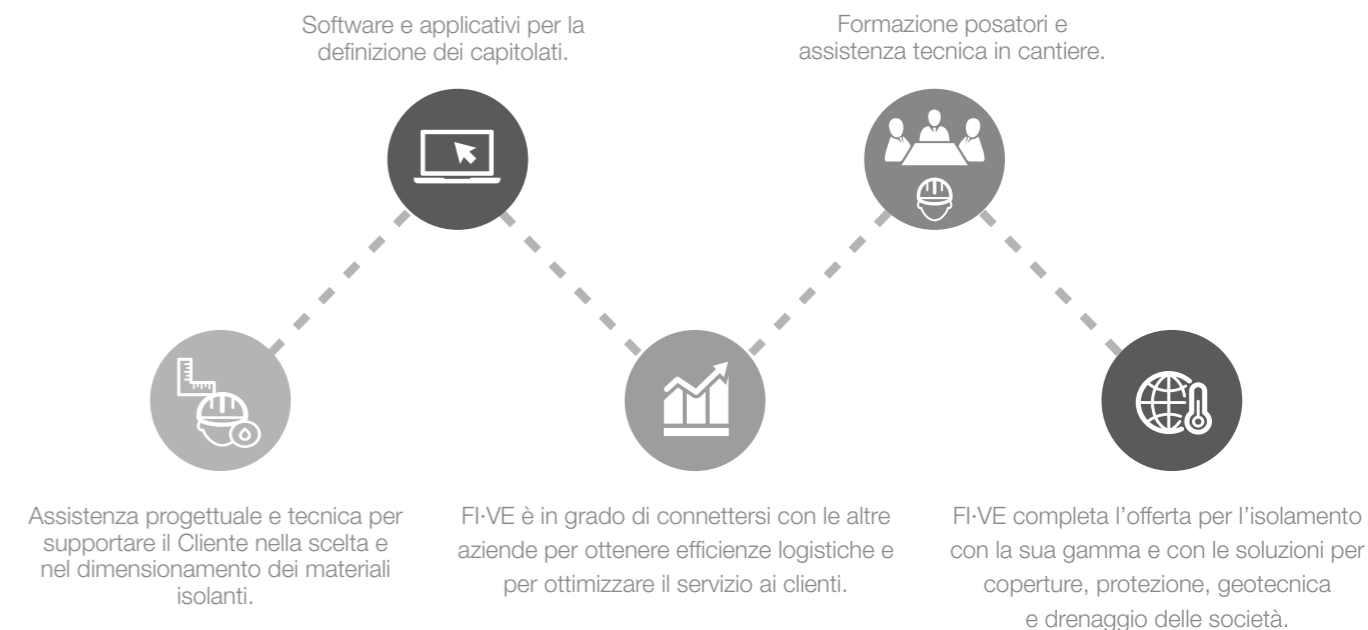 Software e applicativi per la
definizione dei capitolati.
Formazione posatori e
assistenza tecnica in cantiere.
Assistenza progettuale e tecnica per
supportare il Cliente nella scelta e
nel dimensionamento dei materiali
isolanti.
FI·VE è in grado di connettersi con le altre
aziende per ottenere efficienze logistiche e
per ottimizzare il servizio ai clienti.
FI·VE completa l’offerta per l’isolamento
con la sua gamma e con le soluzioni per
coperture, protezione, geotecnica
e drenaggio delle società.